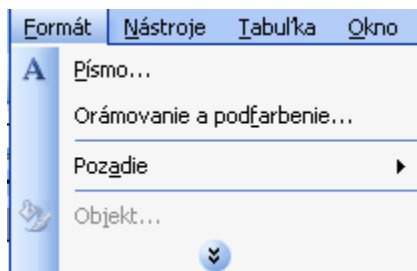 Formát Nástroje Tabuľka Okno
Písmo...
Orámovanie a podfarbenie...
Pozadie
Objekt...